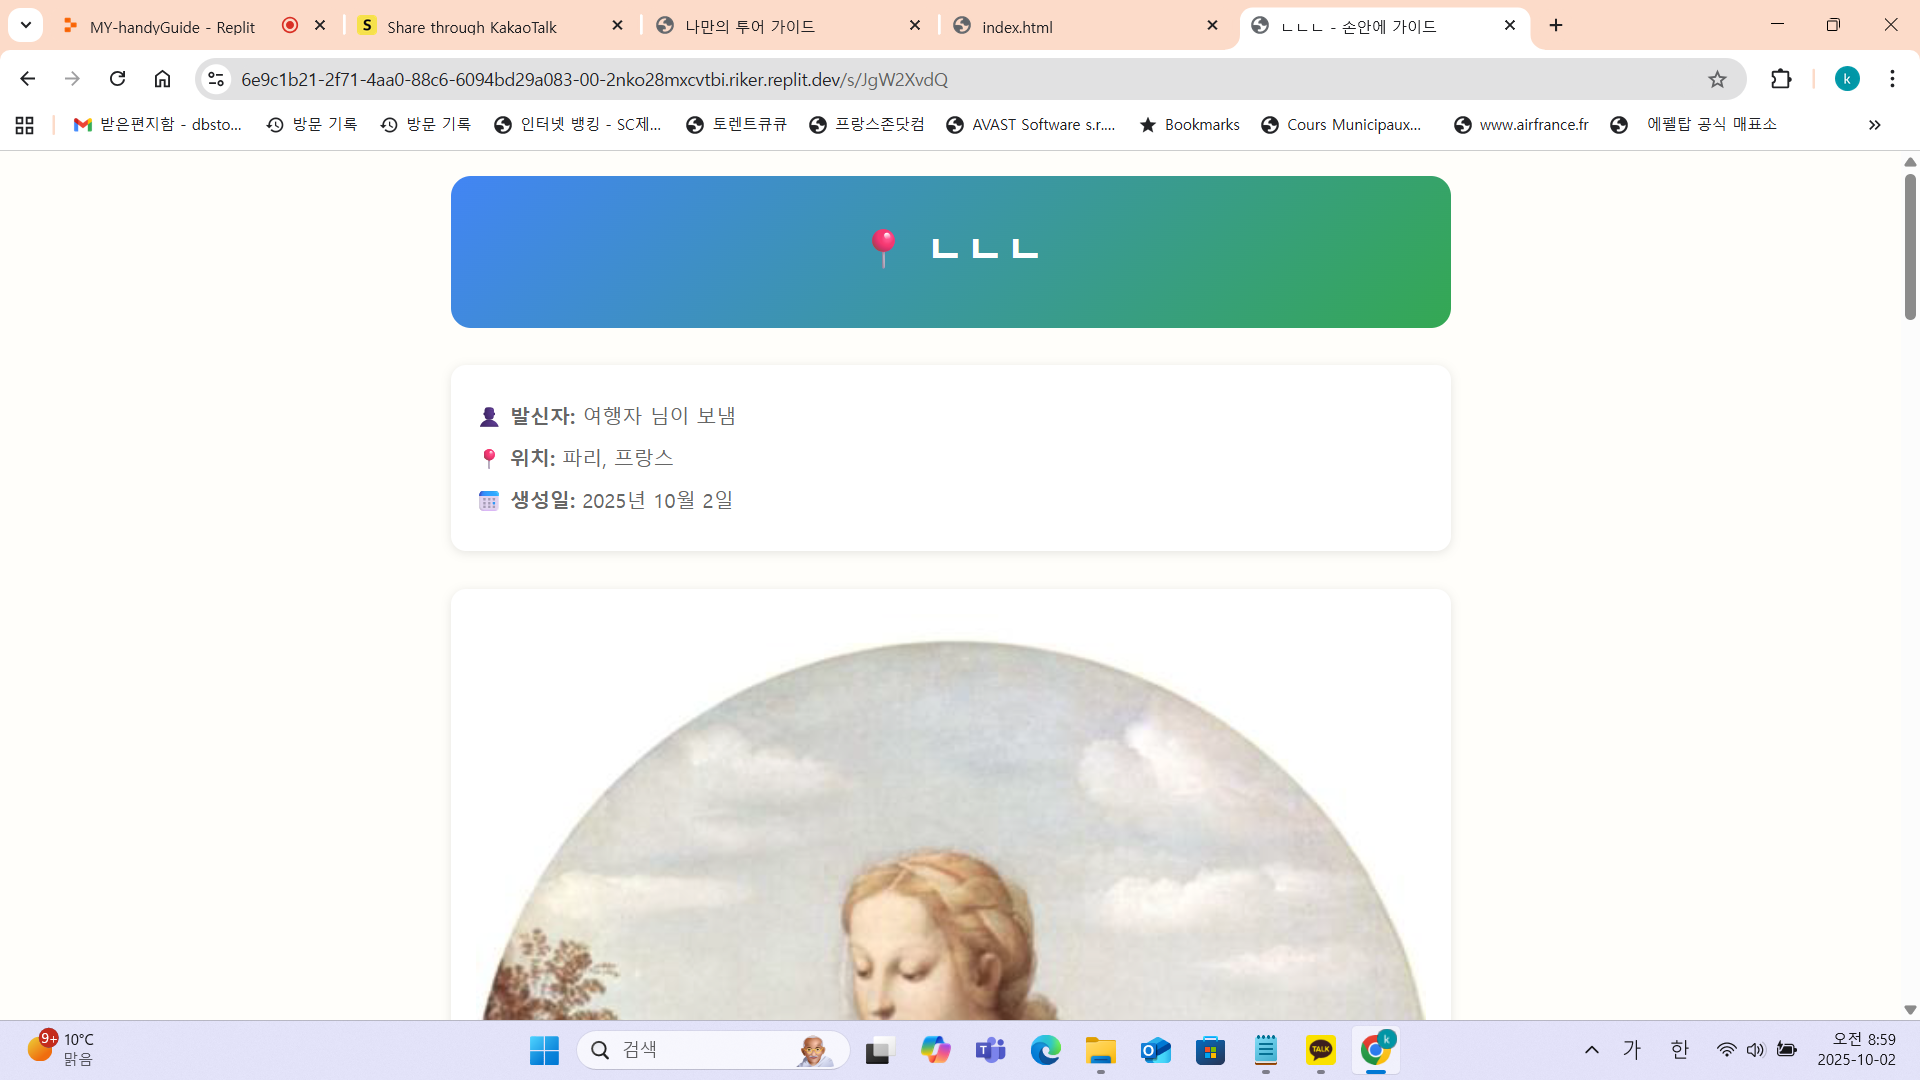 MY-handyGuide - Replit
S Share through KakaoTalk
나만의 투어 가이드
index.html
ㄴㄴㄴ - 손안에 가이드
6e9c1b21-2f71-4aa0-88c6-6094bd29a083-00-2nko28mxcvtbi.riker.replit.dev/s/JgW2XvdQ
k
받은편지함 - dbsto...
방문 기록
방문 기록
인터넷 뱅킹 - SC제...
토렌트큐큐
프랑스존닷컴
AVAST Software s.r....
Bookmarks
Cours Municipaux...
www.airfrance.fr
에펠탑 공식 매표소
ㄴㄴㄴ
발신자: 여행자 님이 보냄
위치: 파리, 프랑스
생성일: 2025년 10월 2일
9+
10°C
맑음
검색
TALK
k
가
한
오전 8:59
2025-10-02